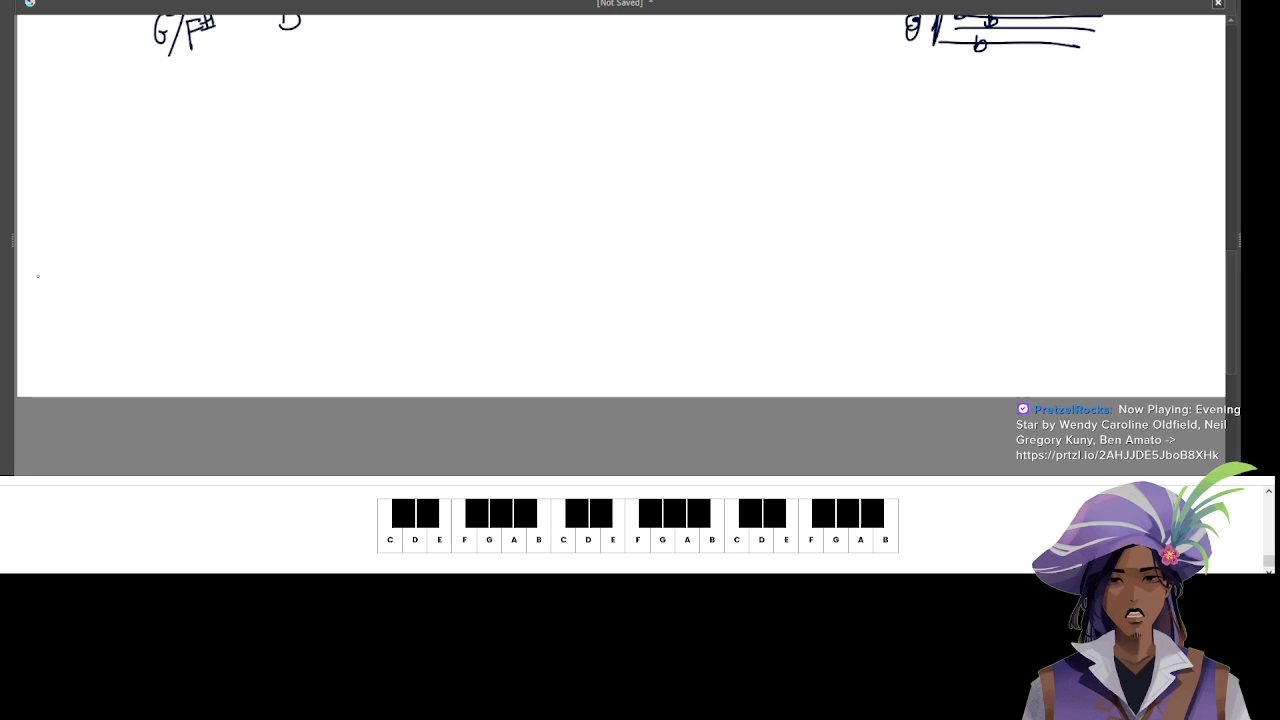 [Not Saved] *
G/F# D
b
b
PretzelRocks: Now Playing: Evening
Star by Wendy Caroline Oldfield, Neil
Gregory Kuny, Ben Amato ->
https://prtzl.io/2AHJJDE5JboB8XHk
C D E F G A B C D E F G A B C D E F G A B